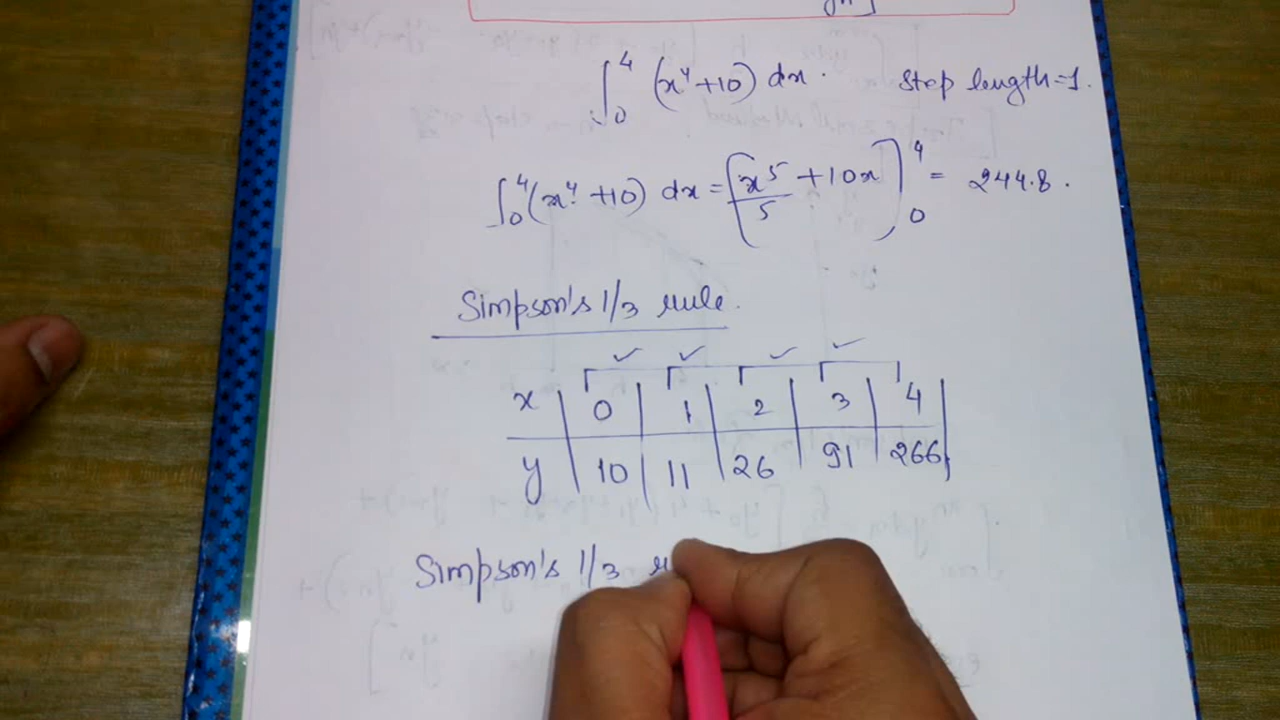 yn]
∫₀⁴ (x⁴+10) dx. Step length=1.
∫₀⁴ (x⁴+10) dx = [x⁵/5 + 10x]₀⁴ = 244.8.
Simpson's 1/3 rule.
x | 0 | 1 | 2 | 3 | 4
y | 10 | 11 | 26 | 91 | 266
Simpson's 1/3